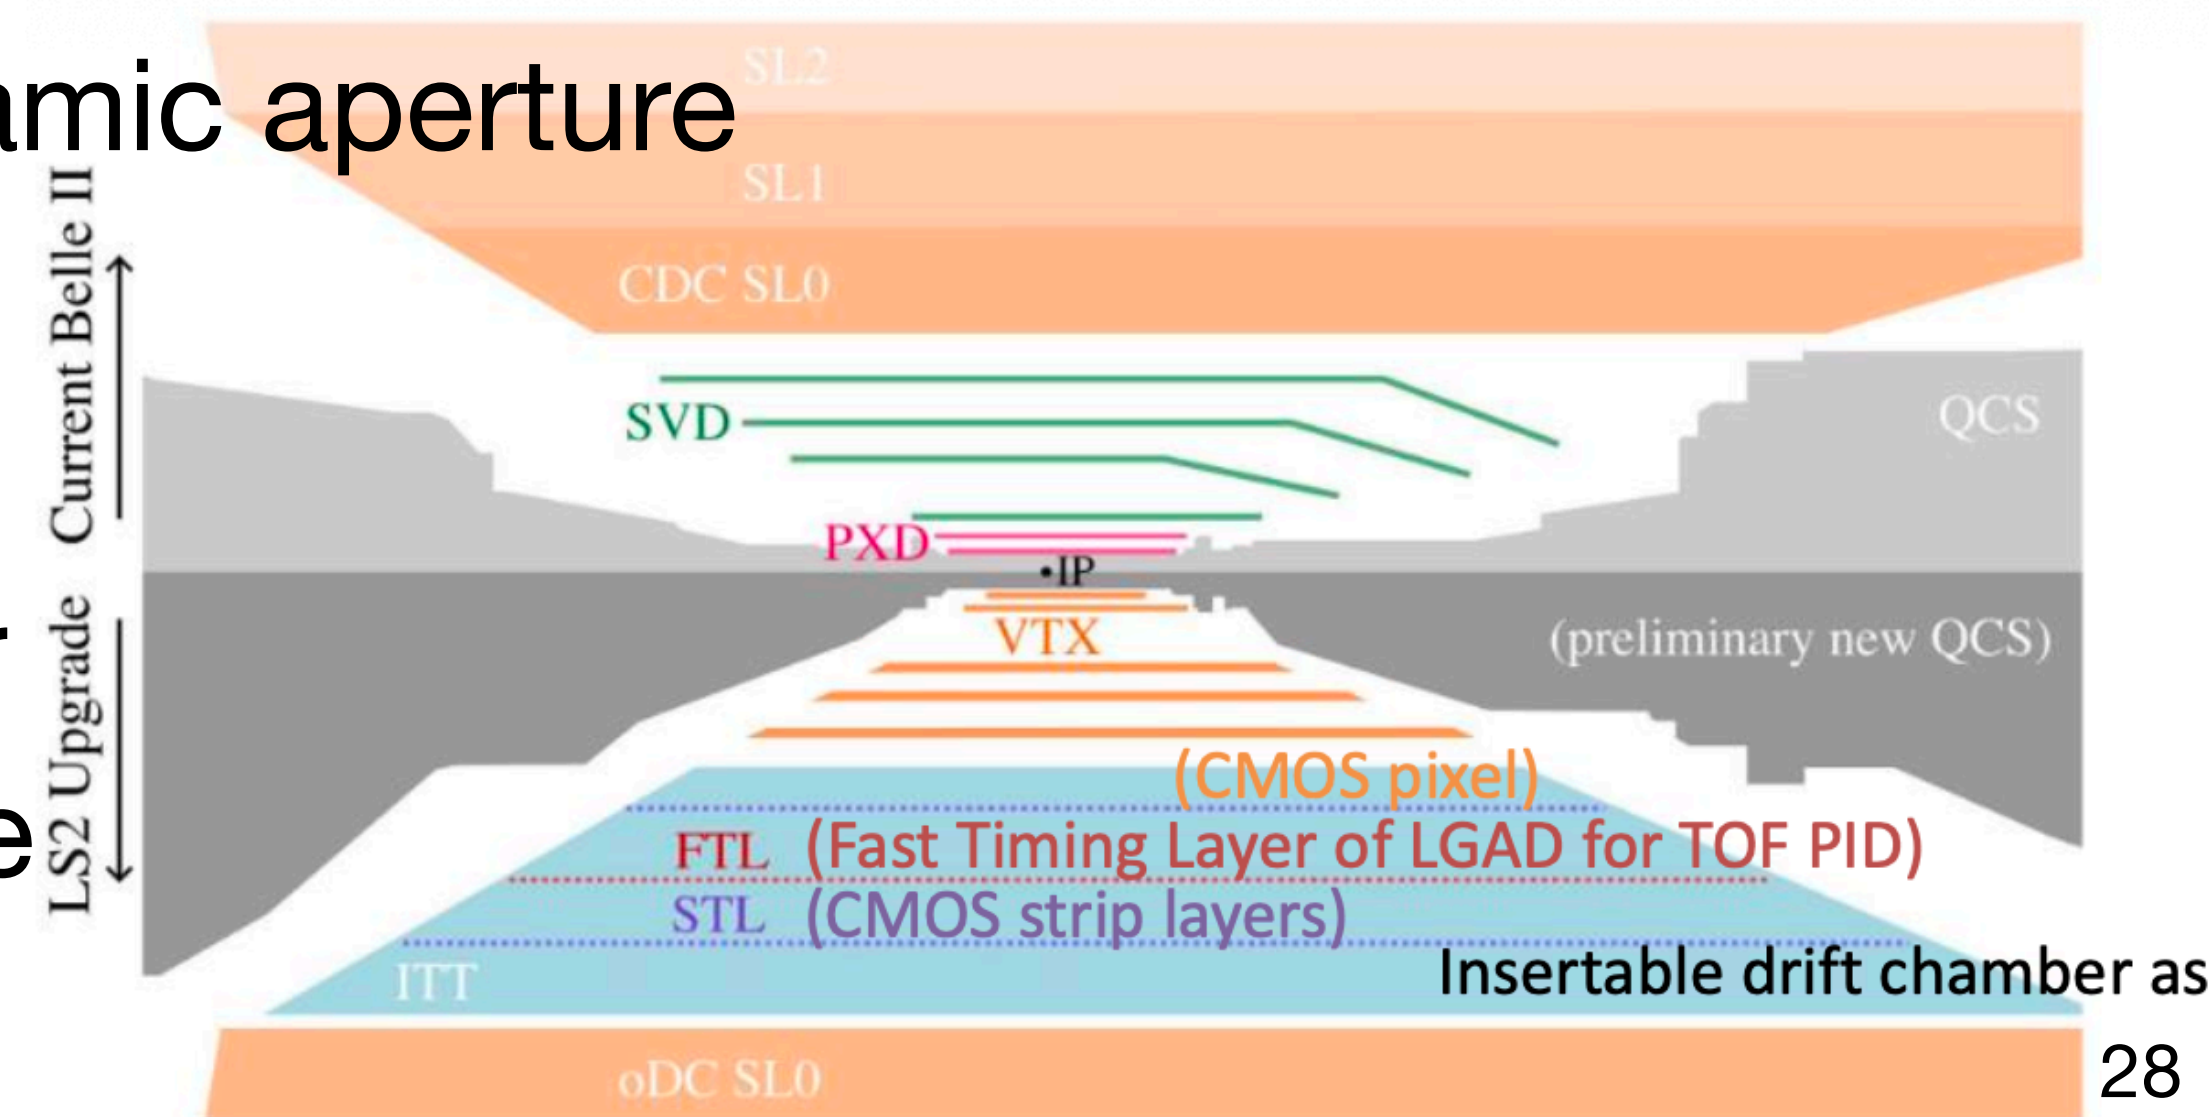 SL2
amic aperture
SL1
Current Belle II
CDC SL0
SVD
QCS
PXD
•IP
LS2 Upgrade
VTX
(preliminary new QCS)
(CMOS pixel)
FTL (Fast Timing Layer of LGAD for TOF PID)
e
STL (CMOS strip layers)
Insertable drift chamber as
ITT
oDC SL0
28